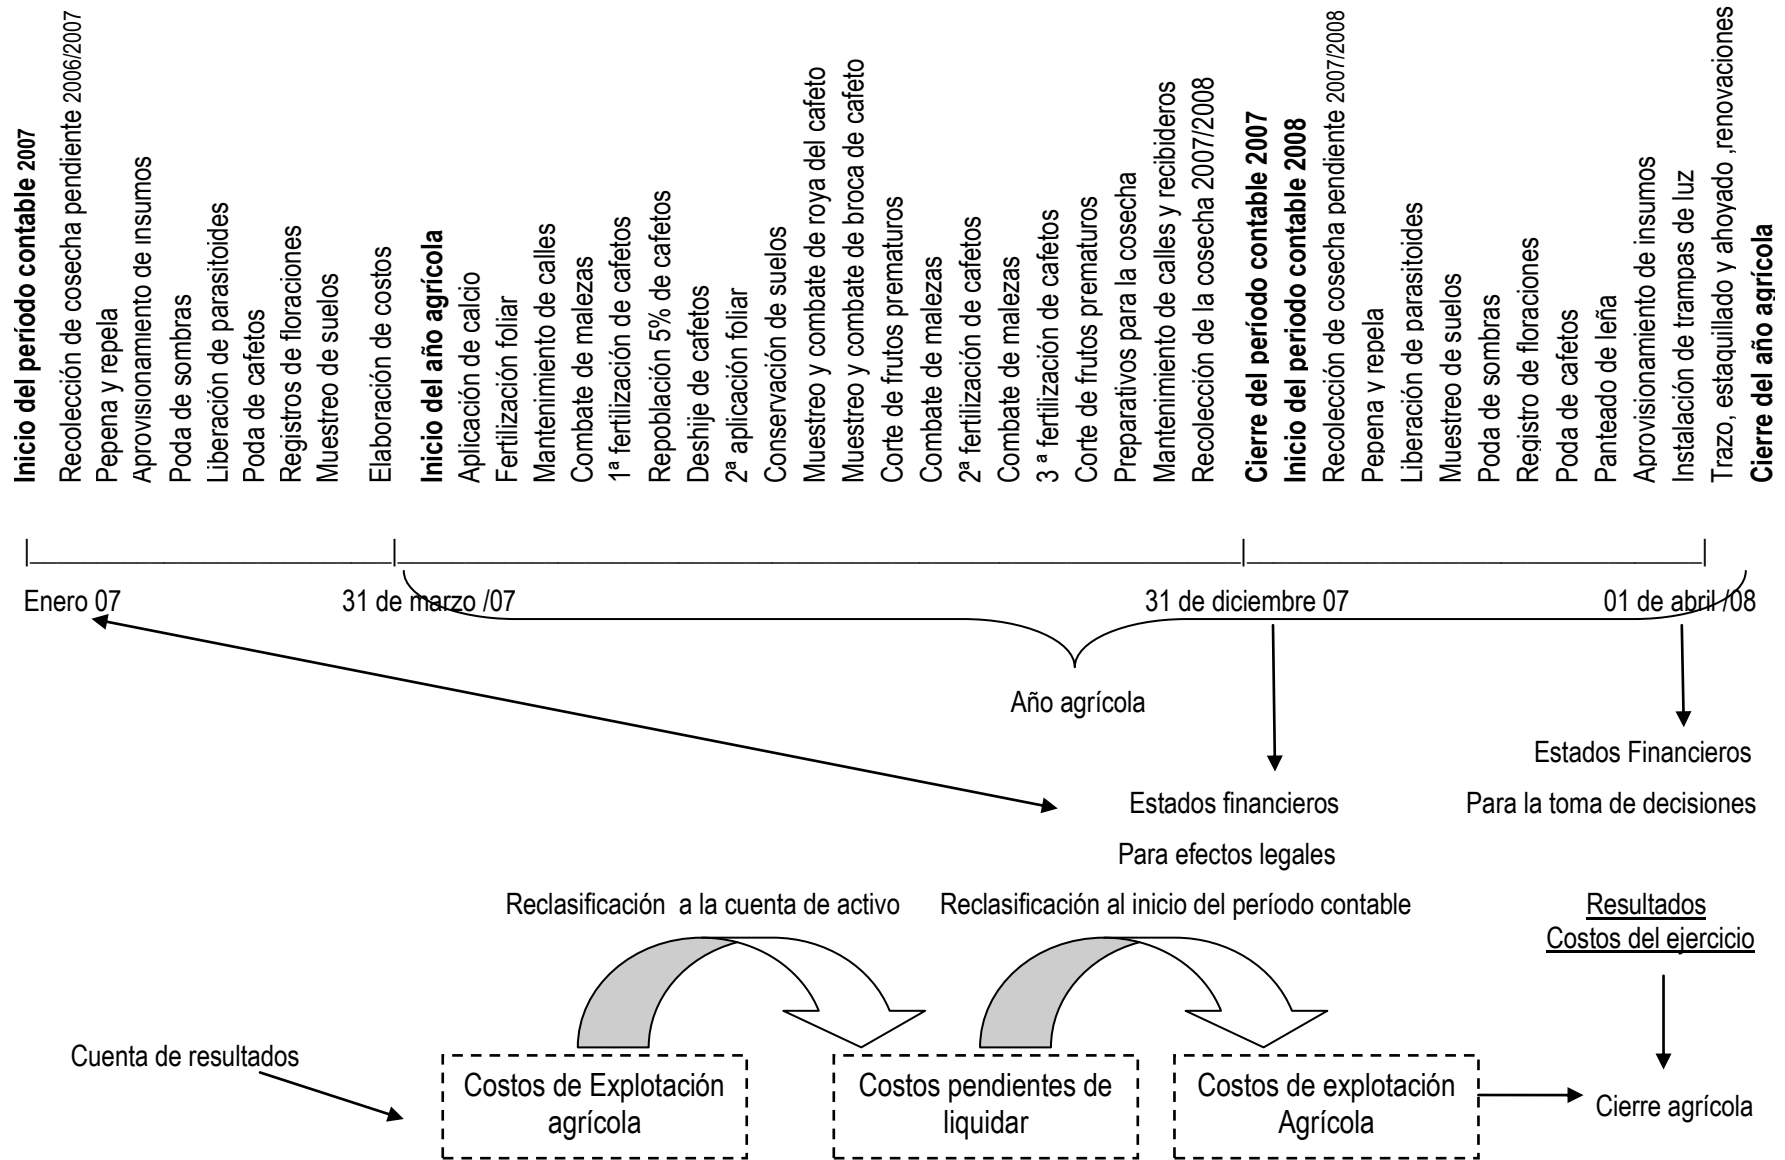 Inicio del período contable 2007
Recolección de cosecha pendiente 2006/2007
Pepena y repela
Aprovisionamiento de insumos
Poda de sombras
Liberación de parasitoides
Poda de cafetos
Registros de floraciones
Muestreo de suelos
Elaboración de costos
Inicio del año agrícola
Aplicación de calcio
Fertilización foliar
Mantenimiento de calles
Combate de malezas
1ª fertilización de cafetos
Repoblación 5% de cafetos
Deshije de cafetos
2ª aplicación foliar
Conservación de suelos
Muestreo y combate de roya del cafeto
Muestreo y combate de broca de cafeto
Corte de frutos prematuros
Combate de malezas
2ª fertilización de cafetos
Combate de malezas
3 ª fertilización de cafetos
Corte de frutos prematuros
Preparativos para la cosecha
Mantenimiento de calles y recibideros
Recolección de la cosecha 2007/2008
Cierre del período contable 2007
Inicio del periodo contable 2008
Recolección de cosecha pendiente 2007/2008
Pepena y repela
Liberación de parasitoides
Muestreo de suelos
Poda de sombras
Registro de floraciones
Poda de cafetos
Panteado de leña
Aprovisionamiento de insumos
Instalación de trampas de luz
Trazo, estaquillado y ahoyado ,renovaciones
Cierre del año agrícola
Enero 07
31 de marzo /07
31 de diciembre 07
01 de abril /08
Año agrícola
Estados Financieros
Para la toma de decisiones
Estados financieros
Para efectos legales
Reclasificación a la cuenta de activo
Reclasificación al inicio del período contable
Resultados
Costos del ejercicio
Cuenta de resultados
Costos de Explotación
agrícola
Costos pendientes de
liquidar
Costos de explotación
Agrícola
Cierre agrícola